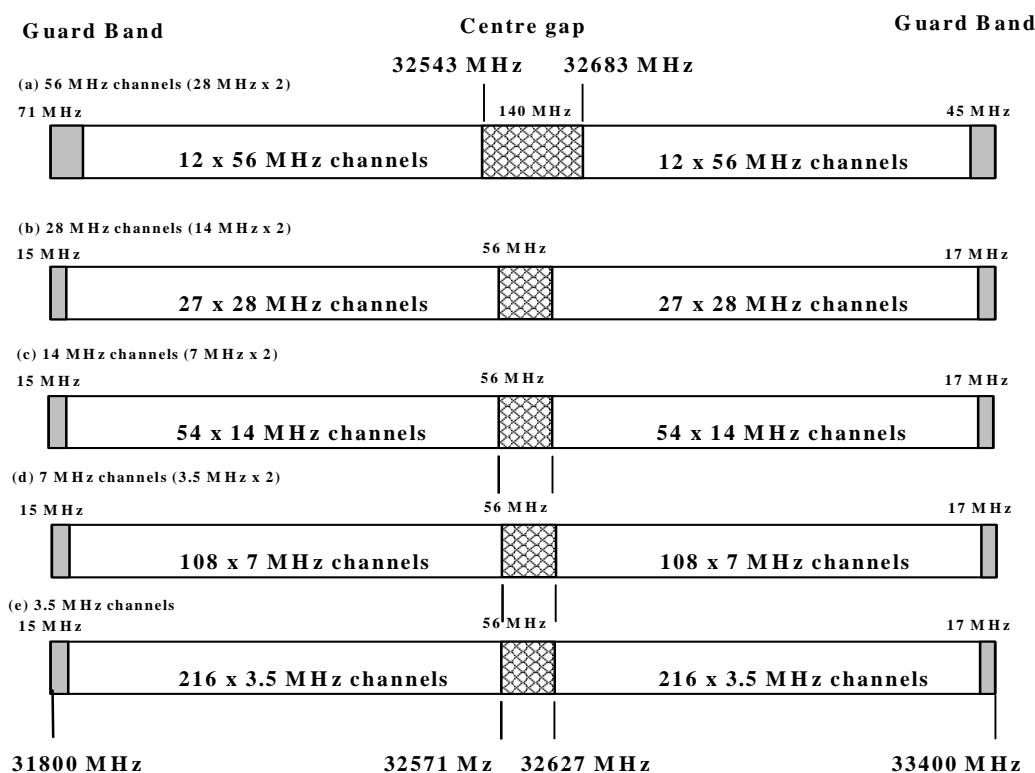 Guard Band Centre gap Guard Band
32543 MHz 32683 MHz
(a) 56 MHz channels (28 MHz x 2)
71 MHz 140 MHz 45 MHz
12 x 56 MHz channels 12 x 56 MHz channels
(b) 28 MHz channels (14 MHz x 2)
15 MHz 56 MHz 17 MHz
27 x 28 MHz channels 27 x 28 MHz channels
(c) 14 MHz channels (7 MHz x 2)
15 MHz 56 MHz 17 MHz
54 x 14 MHz channels 54 x 14 MHz channels
(d) 7 MHz channels (3.5 MHz x 2)
15 MHz 56 MHz 17 MHz
108 x 7 MHz channels 108 x 7 MHz channels
(e) 3.5 MHz channels
15 MHz 56 MHz 17 MHz
216 x 3.5 MHz channels 216 x 3.5 MHz channels
31800 MHz 32571 Mz 32627 MHz 33400 MHz